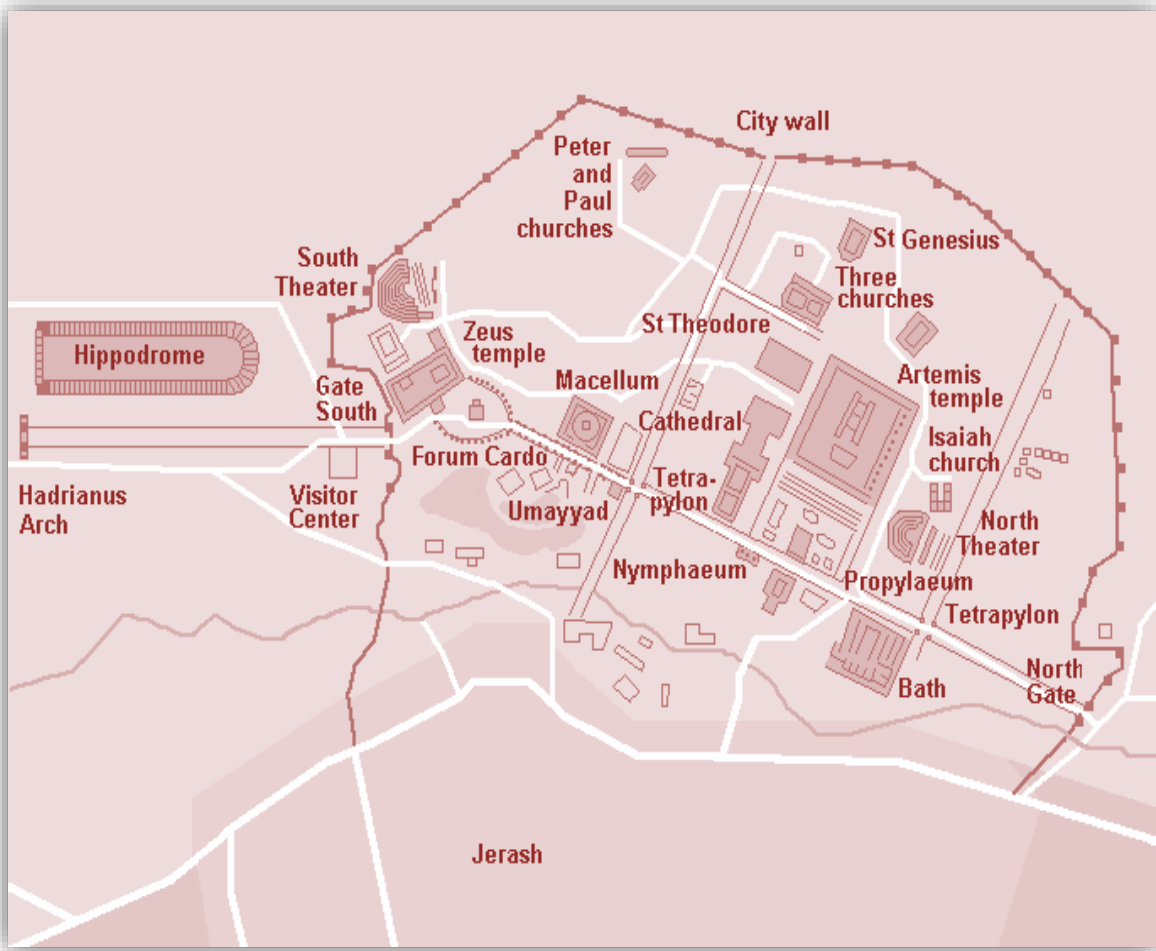 City wall
Peter
and
Paul
churches
St Genesius
South
Theater
Three
churches
St Theodore
Zeus
temple
Hippodrome
Macellum
Artemis
temple
Gate
South
Cathedral
Isaiah
church
Forum Cardo
Tetra-
pylon
Hadrianus
Arch
Visitor
Center
Umayyad
North
Theater
Nymphaeum
Propylaeum
Tetrapylon
North
Gate
Bath
Jerash